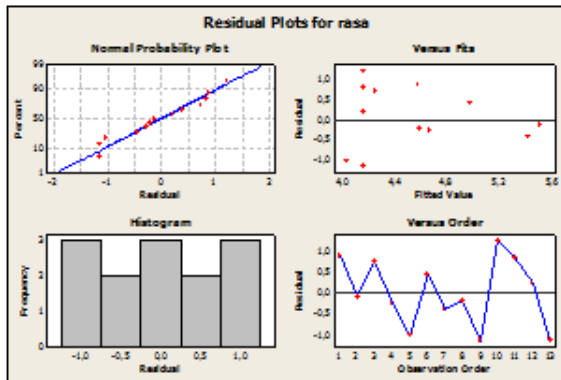 Residual Plots for rasa
Normal Probability Plot
Versus Fits
99
90
50
10
1
Percent
-2
-1
0
1
2
Residual
1,0
0,5
0,0
-0,5
-1,0
Residual
4,0
4,4
4,8
5,2
5,6
Fitted Value
Histogram
Versus Order
3
2
1
0
Frequency
-1,0
-0,5
0,0
0,5
1,0
Residual
1,0
0,5
0,0
-0,5
-1,0
Residual
1 2 3 4 5 6 7 8 9 10 11 12 13
Observation Order